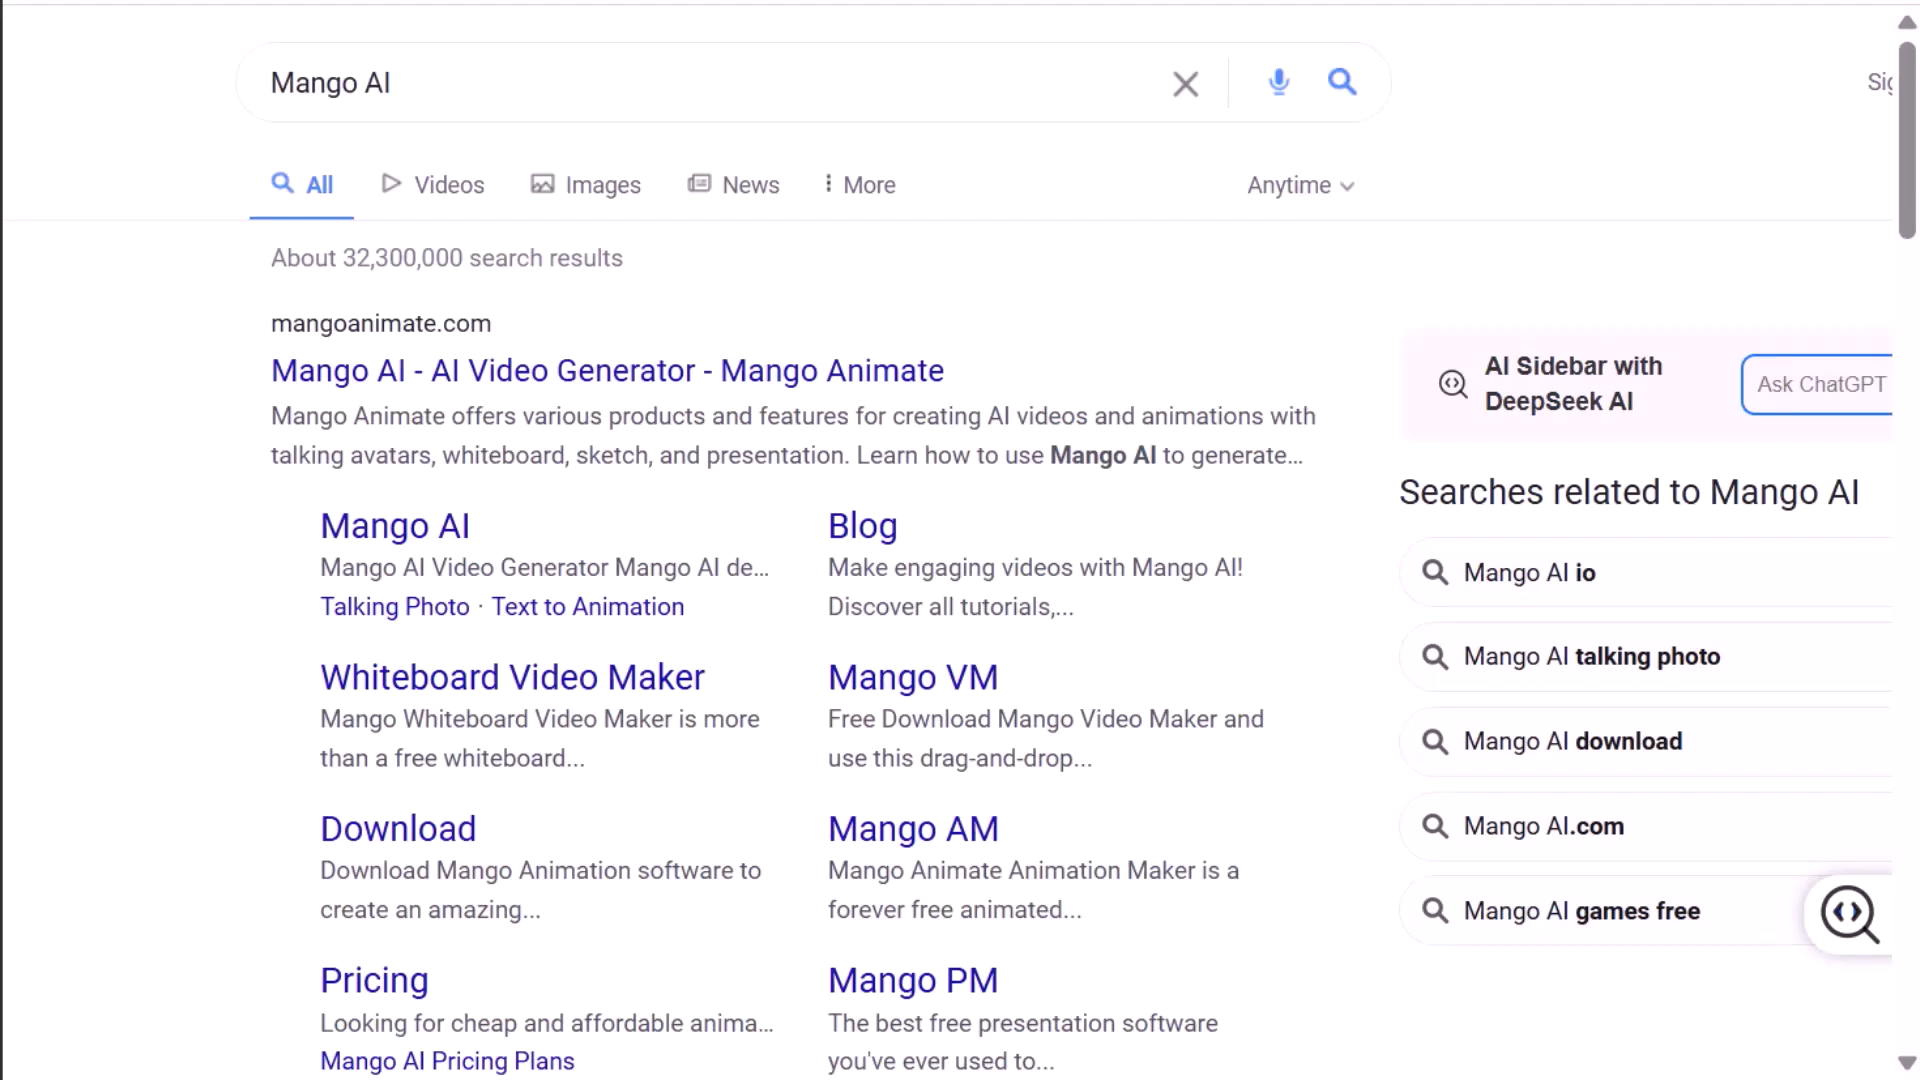 Mango AI
All
Videos
Images
News
More
Anytime
About 32,300,000 search results
mangoanimate.com
Mango AI - AI Video Generator - Mango Animate
Mango Animate offers various products and features for creating AI videos and animations with
talking avatars, whiteboard, sketch, and presentation. Learn how to use Mango AI to generate...
Mango AI
Mango AI Video Generator Mango AI de...
Talking Photo · Text to Animation
Blog
Make engaging videos with Mango AI!
Discover all tutorials,...
Whiteboard Video Maker
Mango Whiteboard Video Maker is more
than a free whiteboard...
Mango VM
Free Download Mango Video Maker and
use this drag-and-drop...
Download
Download Mango Animation software to
create an amazing...
Mango AM
Mango Animate Animation Maker is a
forever free animated...
Pricing
Looking for cheap and affordable anima...
Mango AI Pricing Plans
Mango PM
The best free presentation software
you've ever used to...
AI Sidebar with
DeepSeek AI
Ask ChatGPT
Searches related to Mango AI
Mango AI io
Mango AI talking photo
Mango AI download
Mango AI.com
Mango AI games free